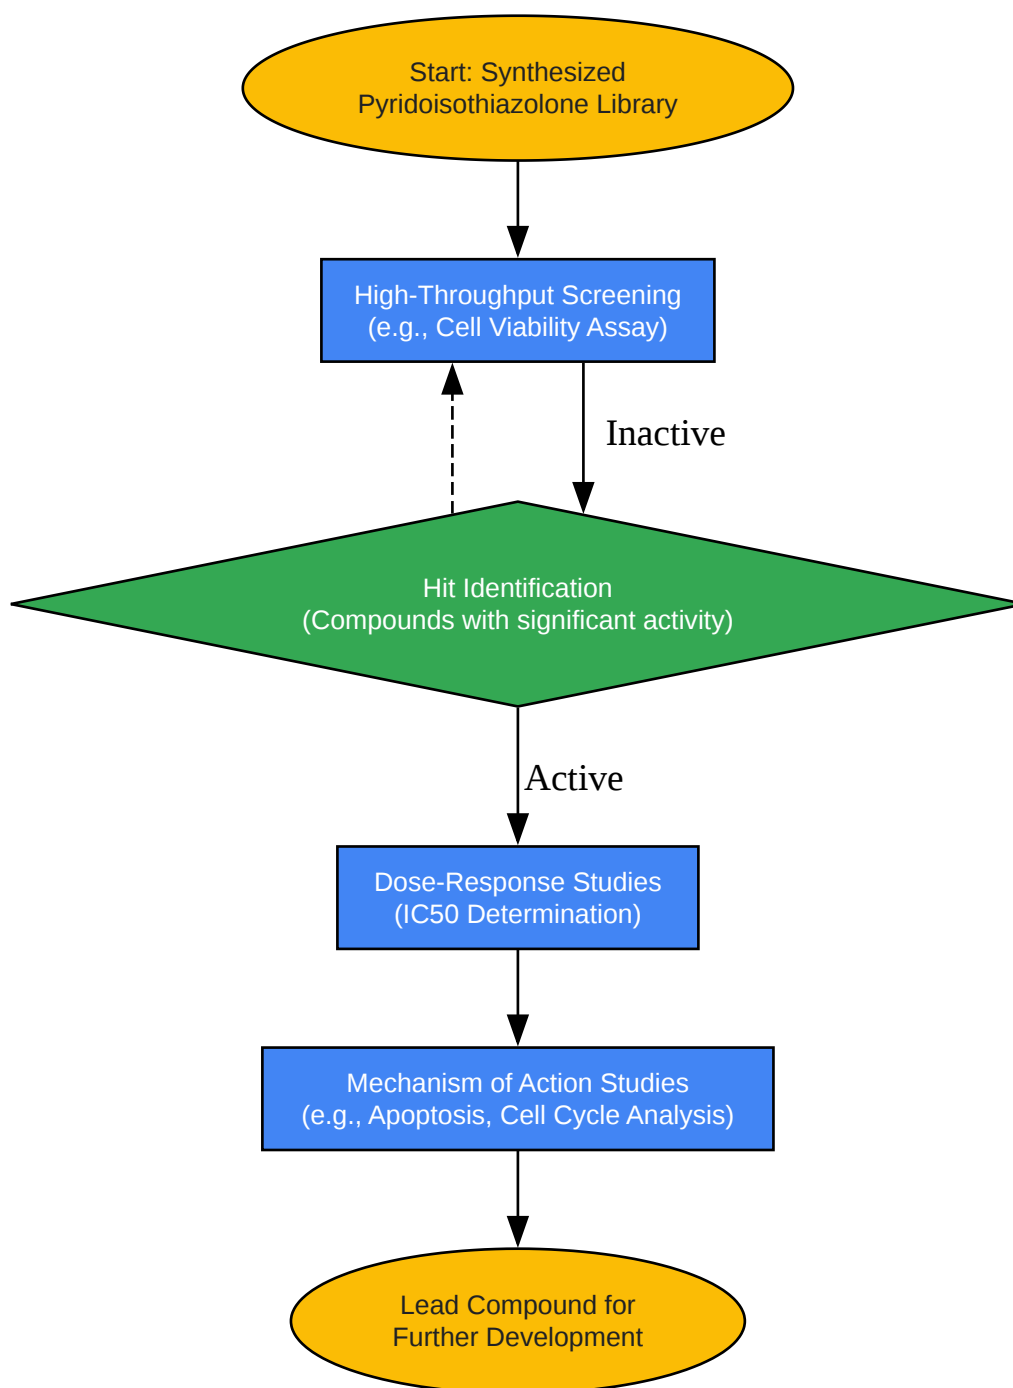 Start: Synthesized
Pyridoisothiazolone Library
High-Throughput Screening
(e.g., Cell Viability Assay)
Inactive
Hit Identification
(Compounds with significant activity)
Active
Dose-Response Studies
(IC50 Determination)
Mechanism of Action Studies
(e.g., Apoptosis, Cell Cycle Analysis)
Lead Compound for
Further Development